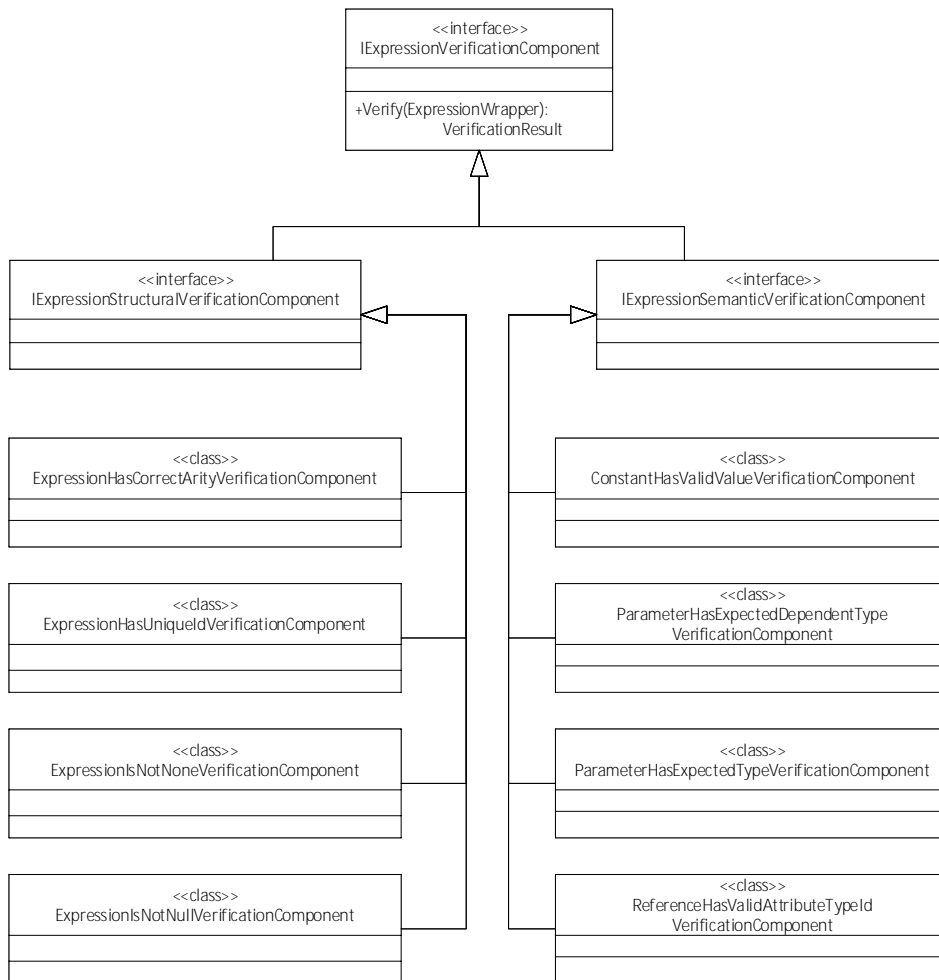 <<interface>>
IExpressionVerificationComponent
+Verify(ExpressionWrapper):
VerificationResult
<<interface>>
IExpressionStructuralVerificationComponent
<<interface>>
IExpressionSemanticVerificationComponent
<<class>>
ExpressionHasCorrectArityVerificationComponent
<<class>>
ConstantHasValidValueVerificationComponent
<<class>>
ExpressionHasUniqueIdVerificationComponent
<<class>>
ParameterHasExpectedDependentType
VerificationComponent
<<class>>
ExpressionIsNotNoneVerificationComponent
<<class>>
ParameterHasExpectedTypeVerificationComponent
<<class>>
ExpressionIsNotNullVerificationComponent
<<class>>
ReferenceHasValidAttributeTypeId
VerificationComponent